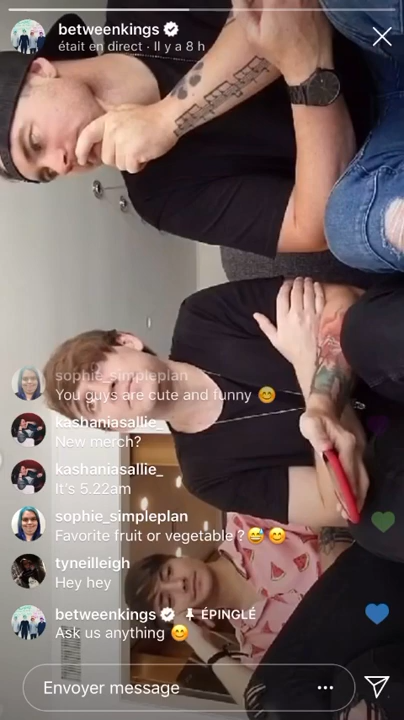 betweenkings
était en direct · Il y a 8 h
sophie_simpleplan
You guys are cute and funny 😊
kashaniasallie_
New merch?
kashaniasallie_
It's 5.22am
sophie_simpleplan
Favorite fruit or vegetable ?😅😊
tyneilleigh
Hey hey
betweenkings ÉPINGLÉ
Ask us anything 😊
Envoyer message